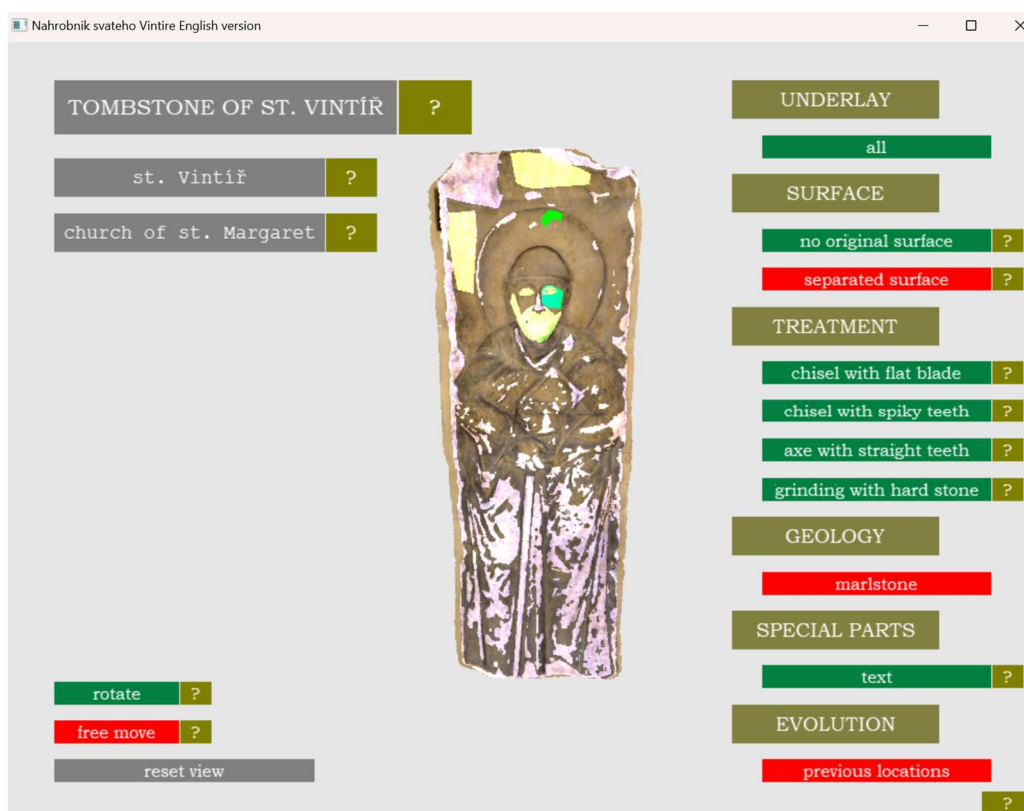 Nahrobnik svateho Vintire English version
TOMBSTONE OF ST. VINTÍŘ ?
st. Vintíř ?
church of st. Margaret ?
rotate ?
free move ?
reset view
UNDERLAY
all
SURFACE
no original surface ?
separated surface ?
TREATMENT
chisel with flat blade ?
chisel with spiky teeth ?
axe with straight teeth ?
grinding with hard stone ?
GEOLOGY
marlstone
SPECIAL PARTS
text ?
EVOLUTION
previous locations
?